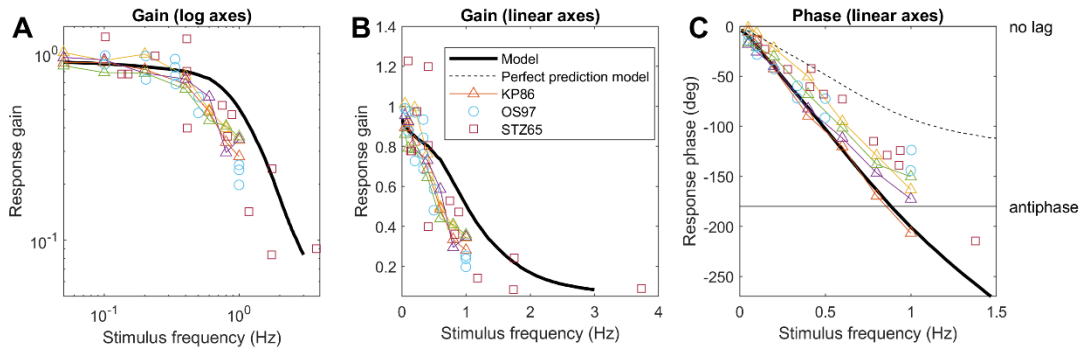 A
Gain (log axes)
10^0
10^-1
Response gain
10^-1
10^0
Stimulus frequency (Hz)
B
Gain (linear axes)
Model
Perfect prediction model
KP86
OS97
STZ65
1.4
1.2
1
0.8
0.6
0.4
0.2
Response gain
0
1
2
3
4
Stimulus frequency (Hz)
C
Phase (linear axes)
no lag
antiphase
0
-50
-100
-150
-200
-250
Response phase (deg)
0
0.5
1
1.5
Stimulus frequency (Hz)